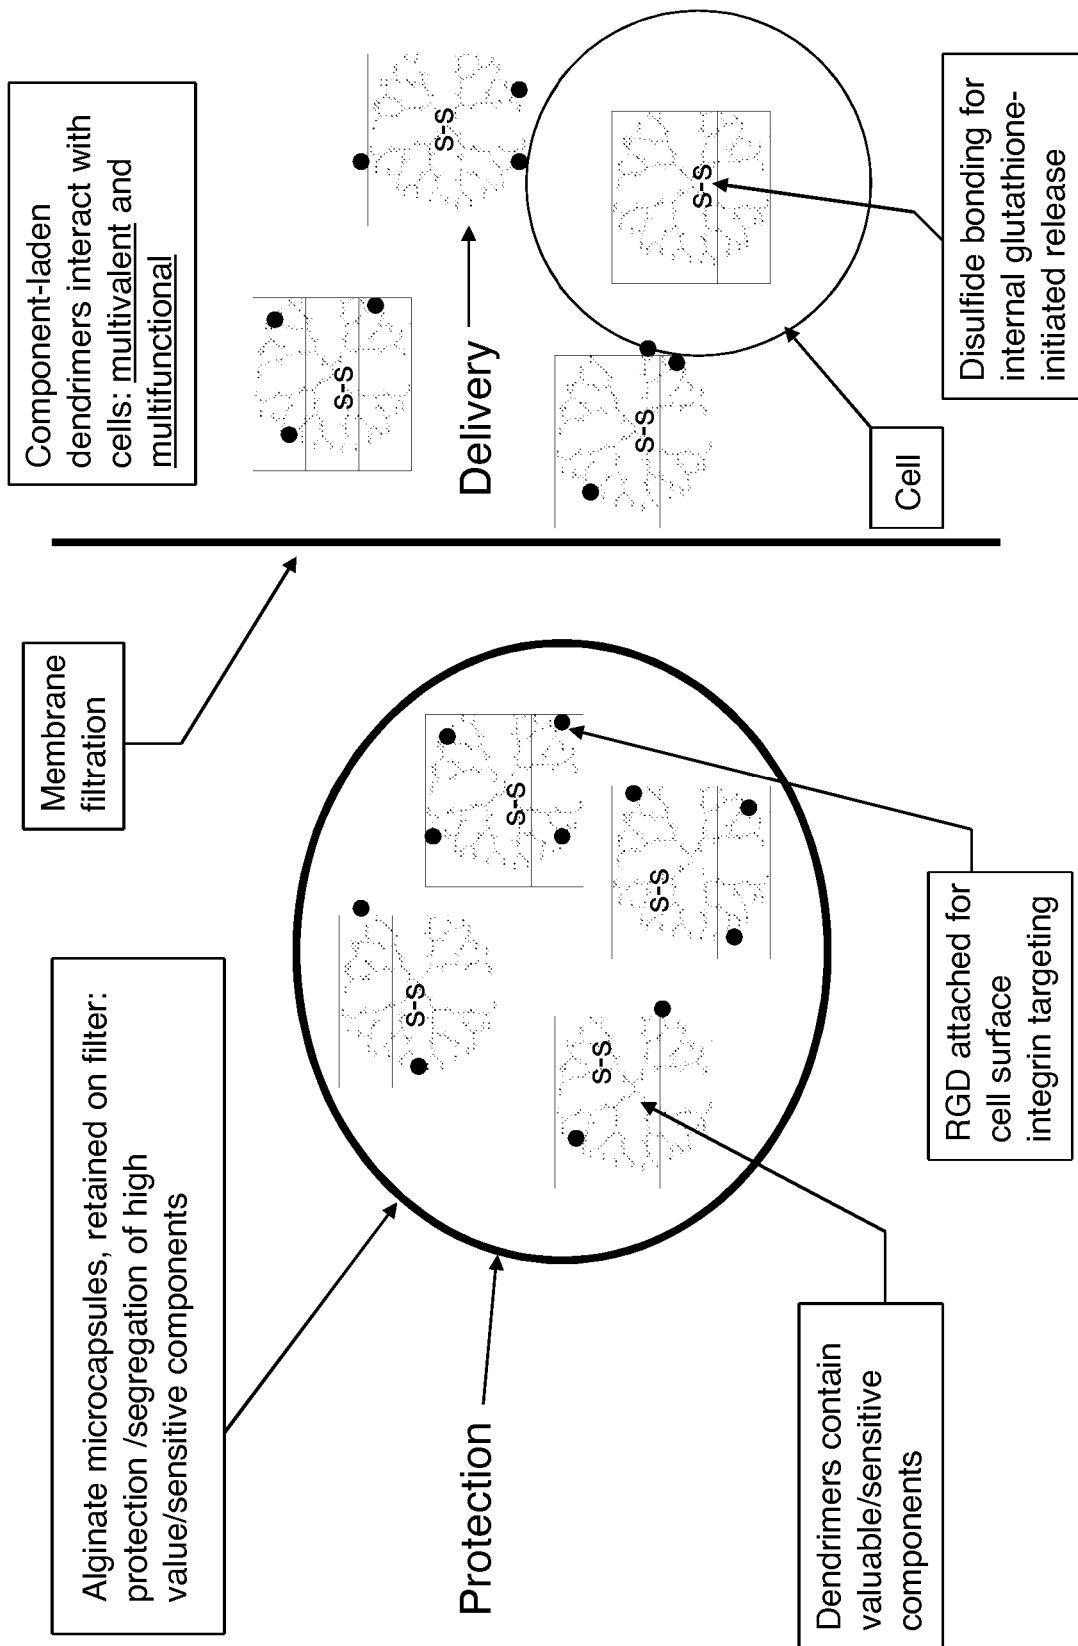 Alginate microcapsules, retained on filter:
protection /segregation of high
value/sensitive components
Membrane
filtration
Component-laden
dendrimers interact with
cells: multivalent and
multifunctional
Protection
Delivery
s-s
s-s
s-s
s-s
s-s
s-s
s-s
s-s
Dendrimers contain
valuable/sensitive
components
RGD attached for
cell surface
integrin targeting
Cell
Disulfide bonding for
internal glutathione-
initiated release